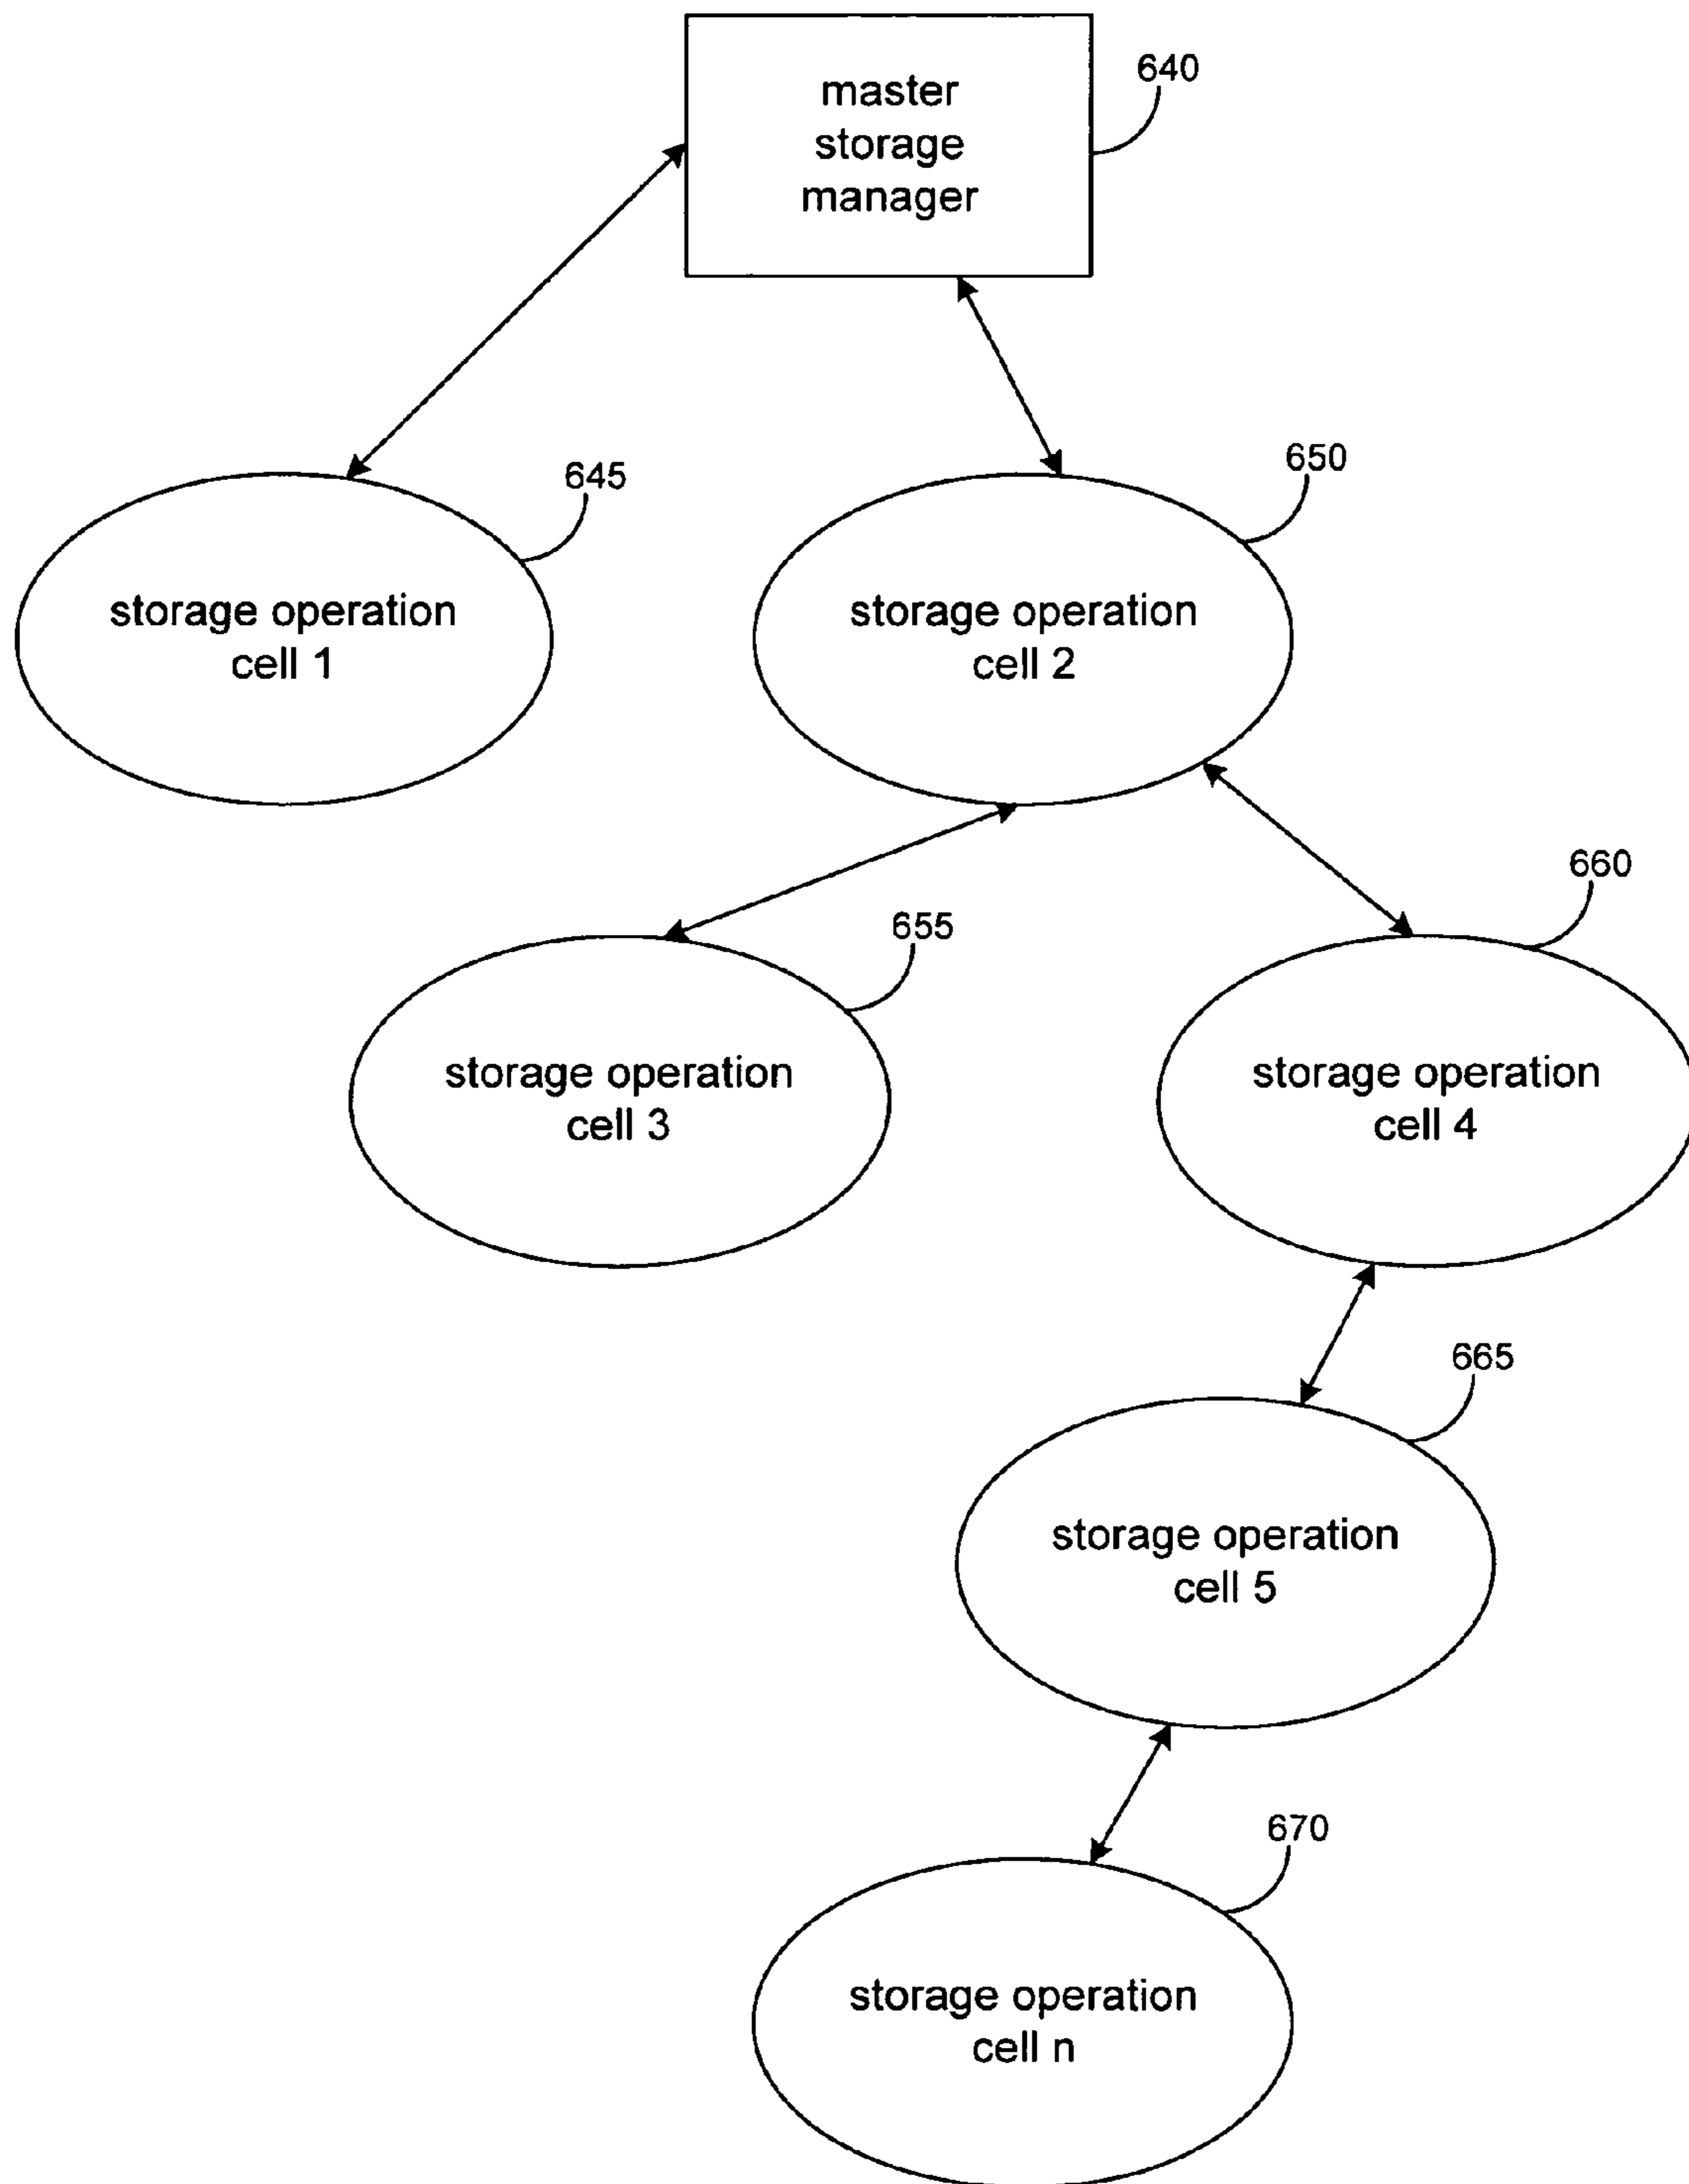 640
master
storage
manager
645
650
storage operation
cell 1
storage operation
cell 2
655
660
storage operation
cell 3
storage operation
cell 4
665
storage operation
cell 5
670
storage operation
cell n